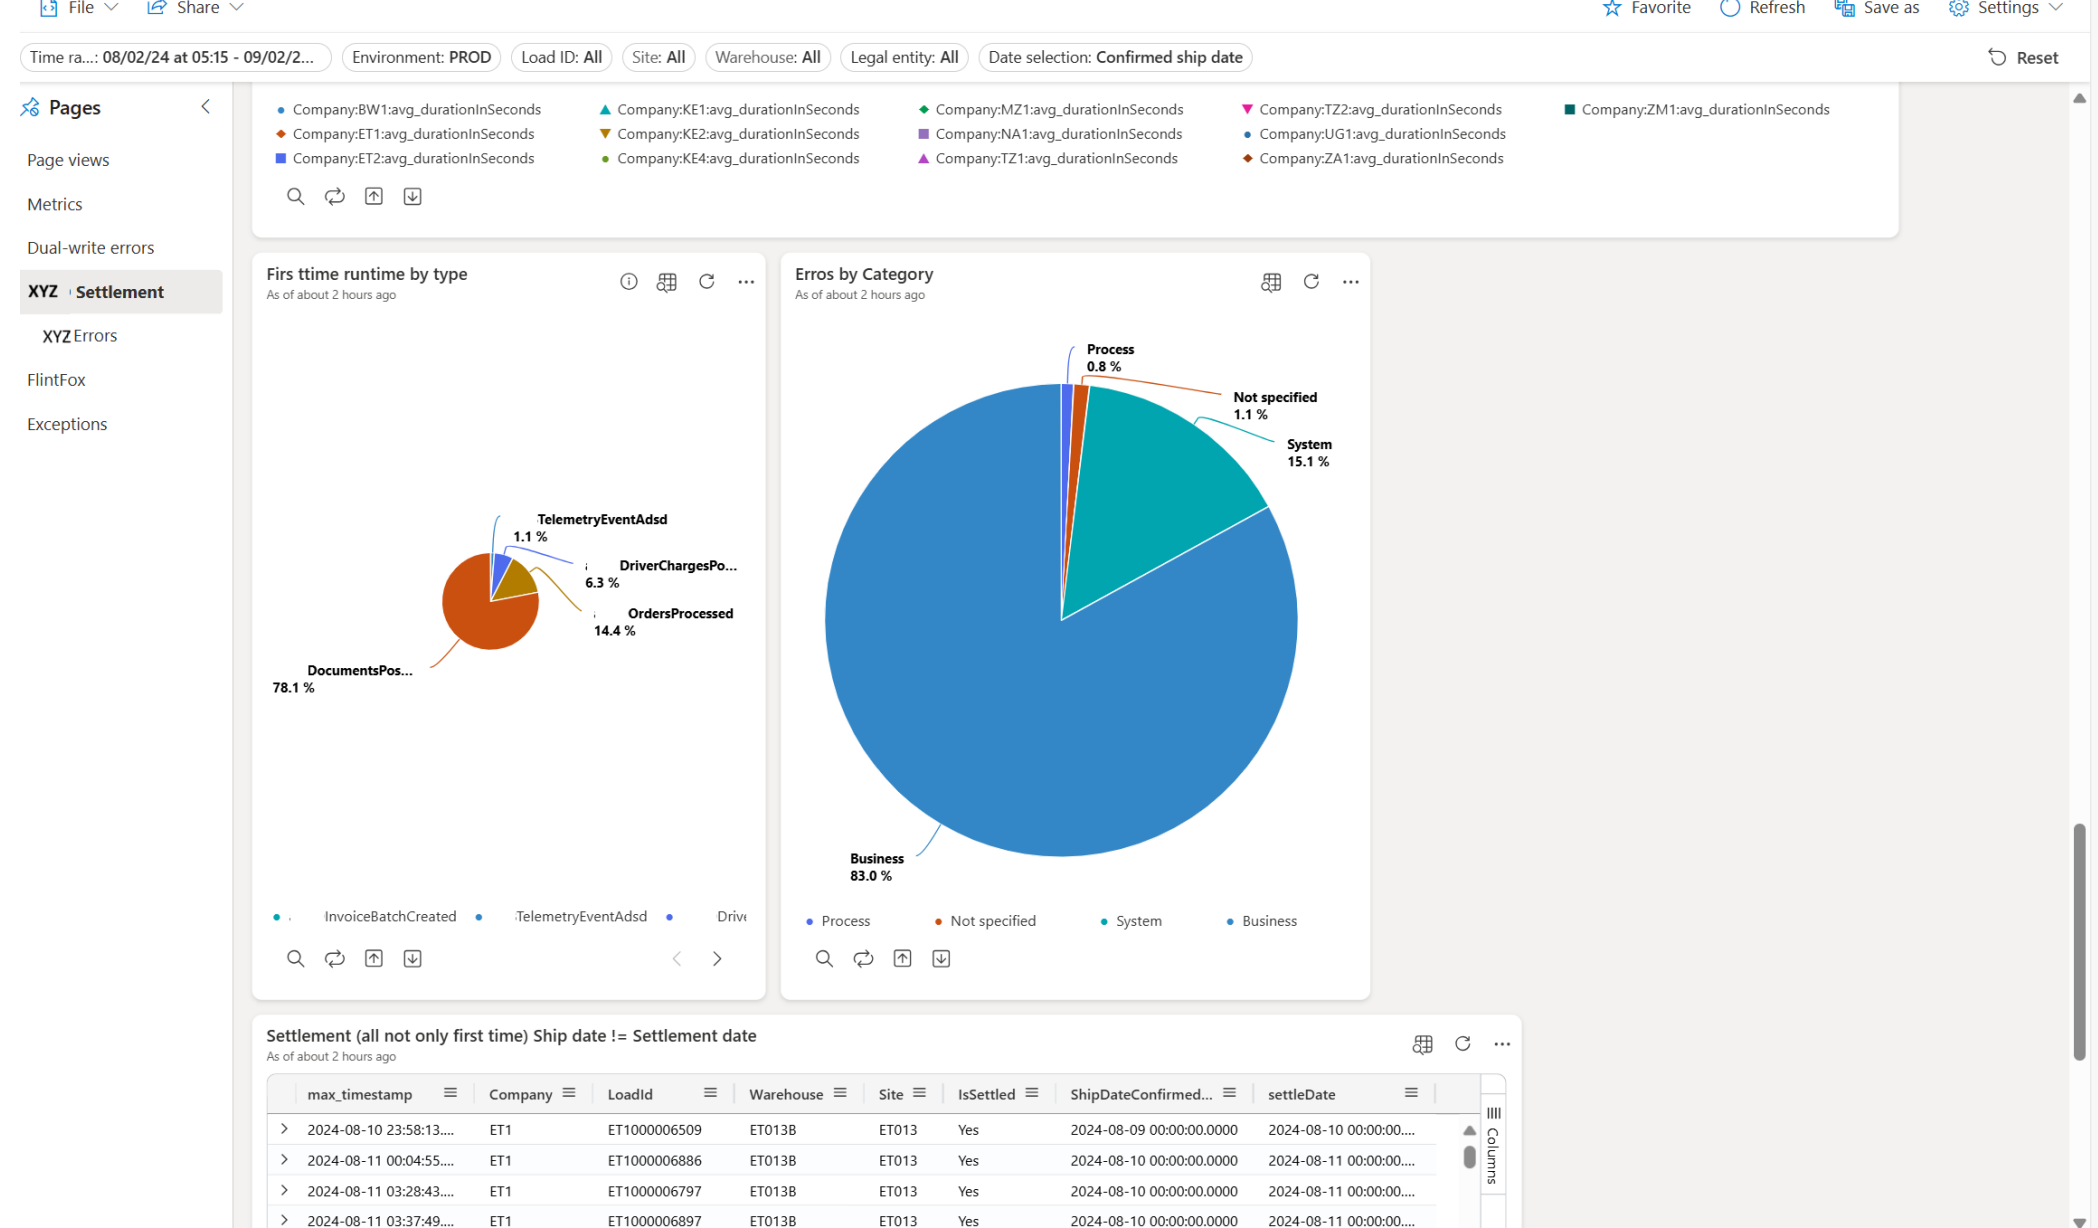 File Share Favorite Refresh Save as Settings
Time ra...: 08/02/24 at 05:15 - 09/02/2... Environment: PROD Load ID: All Site: All Warehouse: All Legal entity: All Date selection: Confirmed ship date Reset
Pages
Page views
Metrics
Dual-write errors
XYZ Settlement
XYZ Errors
FlintFox
Exceptions
Company:BW1:avg_durationInSeconds Company:KE1:avg_durationInSeconds Company:MZ1:avg_durationInSeconds Company:TZ2:avg_durationInSeconds Company:ZM1:avg_durationInSeconds
Company:ET1:avg_durationInSeconds Company:KE2:avg_durationInSeconds Company:NA1:avg_durationInSeconds Company:UG1:avg_durationInSeconds
Company:ET2:avg_durationInSeconds Company:KE4:avg_durationInSeconds Company:TZ1:avg_durationInSeconds Company:ZA1:avg_durationInSeconds
Firs ttime runtime by type
As of about 2 hours ago
TelemetryEventAdsd
1.1 %
DriverChargesPo...
6.3 %
OrdersProcessed
14.4 %
DocumentsPos...
78.1 %
InvoiceBatchCreated TelemetryEventAdsd Drive
Erros by Category
As of about 2 hours ago
Process
0.8 %
Not specified
1.1 %
System
15.1 %
Business
83.0 %
Process Not specified System Business
Settlement (all not only first time) Ship date != Settlement date
As of about 2 hours ago
max_timestamp Company LoadId Warehouse Site IsSettled ShipDateConfirmed... settleDate
2024-08-10 23:58:13.... ET1 ET1000006509 ET013B ET013 Yes 2024-08-09 00:00:00.0000 2024-08-10 00:00:00....
2024-08-11 00:04:55.... ET1 ET1000006886 ET013B ET013 Yes 2024-08-10 00:00:00.0000 2024-08-11 00:00:00....
2024-08-11 03:28:43.... ET1 ET1000006797 ET013B ET013 Yes 2024-08-10 00:00:00.0000 2024-08-11 00:00:00....
2024-08-11 03:37:49.... ET1 ET1000006897 ET013B ET013 Yes 2024-08-10 00:00:00.0000 2024-08-11 00:00:00....
Columns